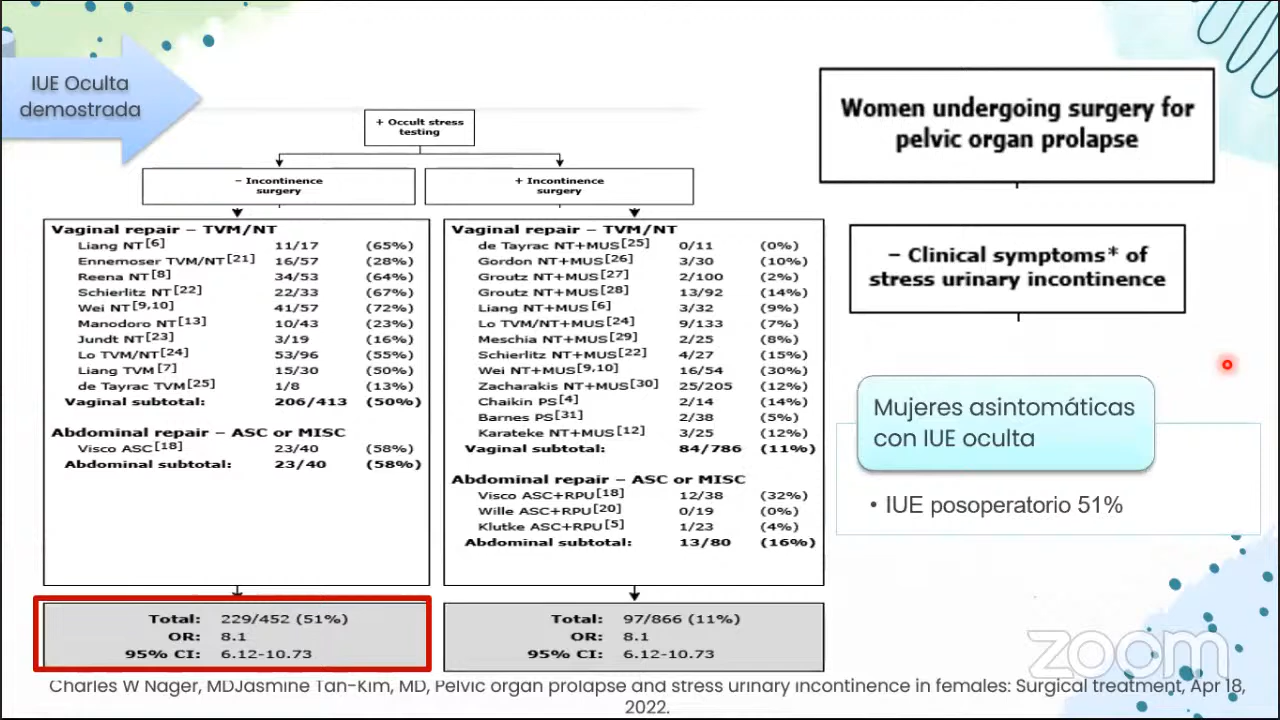 IUE Oculta
demostrada
+ Occult stress
testing
– Incontinence
surgery
+ Incontinence
surgery
Vaginal repair – TVM/NT
Liang NT[6] 11/17 (65%)
Ennemoser TVM/NT[21] 16/57 (28%)
Reena NT[8] 34/53 (64%)
Schierlitz NT[22] 22/33 (67%)
Wei NT[9,10] 41/57 (72%)
Manodoro NT[13] 10/43 (23%)
Jundt NT[23] 3/19 (16%)
Lo TVM/NT[24] 53/96 (55%)
Liang TVM[7] 15/30 (50%)
de Tayrac TVM[25] 1/8 (13%)
Vaginal subtotal: 206/413 (50%)
Abdominal repair – ASC or MISC
Visco ASC[18] 23/40 (58%)
Abdominal subtotal: 23/40 (58%)
Total: 229/452 (51%)
OR: 8.1
95% CI: 6.12-10.73
Vaginal repair – TVM/NT
de Tayrac NT+MUS[25] 0/11 (0%)
Gordon NT+MUS[26] 3/30 (10%)
Groutz NT+MUS[27] 2/100 (2%)
Groutz NT+MUS[28] 13/92 (14%)
Liang NT+MUS[6] 3/32 (9%)
Lo TVM/NT+MUS[24] 9/133 (7%)
Meschia NT+MUS[29] 2/25 (8%)
Schierlitz NT+MUS[22] 4/27 (15%)
Wei NT+MUS[9,10] 16/54 (30%)
Zacharakis NT+MUS[30] 25/205 (12%)
Chaikin PS[4] 2/14 (14%)
Barnes PS[31] 2/38 (5%)
Karateke NT+MUS[12] 3/25 (12%)
Vaginal subtotal: 84/786 (11%)
Abdominal repair – ASC or MISC
Visco ASC+RPU[18] 12/38 (32%)
Wille ASC+RPU[20] 0/19 (0%)
Klutke ASC+RPU[5] 1/23 (4%)
Abdominal subtotal: 13/80 (16%)
Total: 97/866 (11%)
OR: 8.1
95% CI: 6.12-10.73
Women undergoing surgery for
pelvic organ prolapse
– Clinical symptoms* of
stress urinary incontinence
Mujeres asintomáticas
con IUE oculta
• IUE posoperatorio 51%
zoom
Charles W Nager, MDJasmine Tan-Kim, MD, Pelvic organ prolapse and stress urinary incontinence in females: Surgical treatment, Apr 18,
2022.